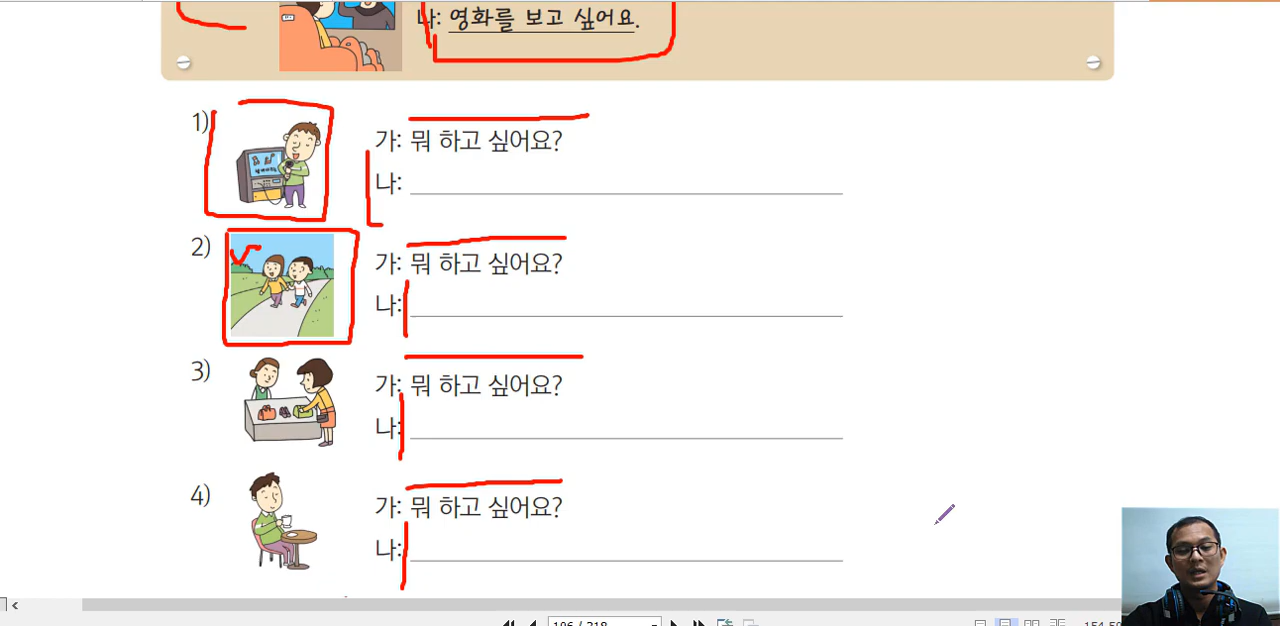 나: 영화를 보고 싶어요.
1)
가: 뭐 하고 싶어요?
나:
2)
가: 뭐 하고 싶어요?
나:
3)
가: 뭐 하고 싶어요?
나:
4)
가: 뭐 하고 싶어요?
나: